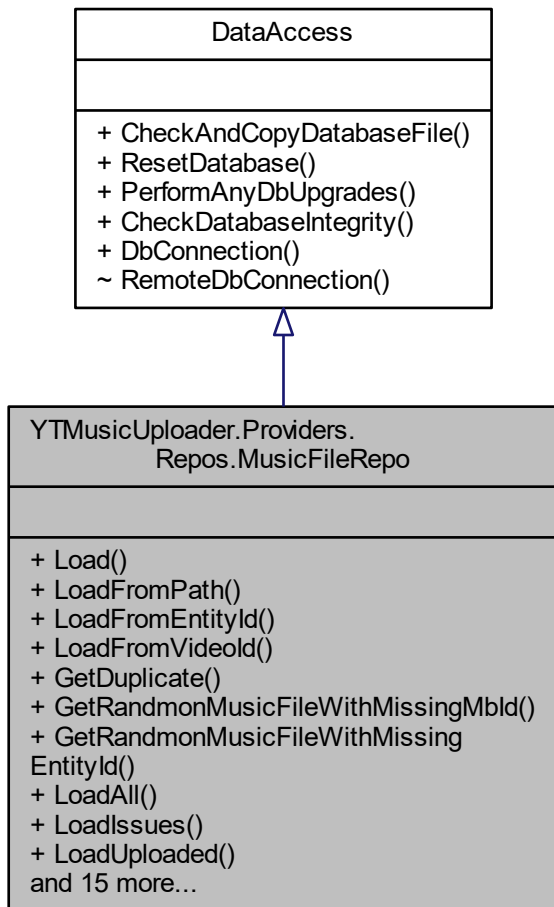 DataAccess
+ CheckAndCopyDatabaseFile()
+ ResetDatabase()
+ PerformAnyDbUpgrades()
+ CheckDatabaseIntegrity()
+ DbConnection()
~ RemoteDbConnection()
YTMusicUploader.Providers.
Repos.MusicFileRepo
+ Load()
+ LoadFromPath()
+ LoadFromEntityId()
+ LoadFromVideoId()
+ GetDuplicate()
+ GetRandmonMusicFileWithMissingMbId()
+ GetRandmonMusicFileWithMissing
EntityId()
+ LoadAll()
+ LoadIssues()
+ LoadUploaded()
and 15 more...